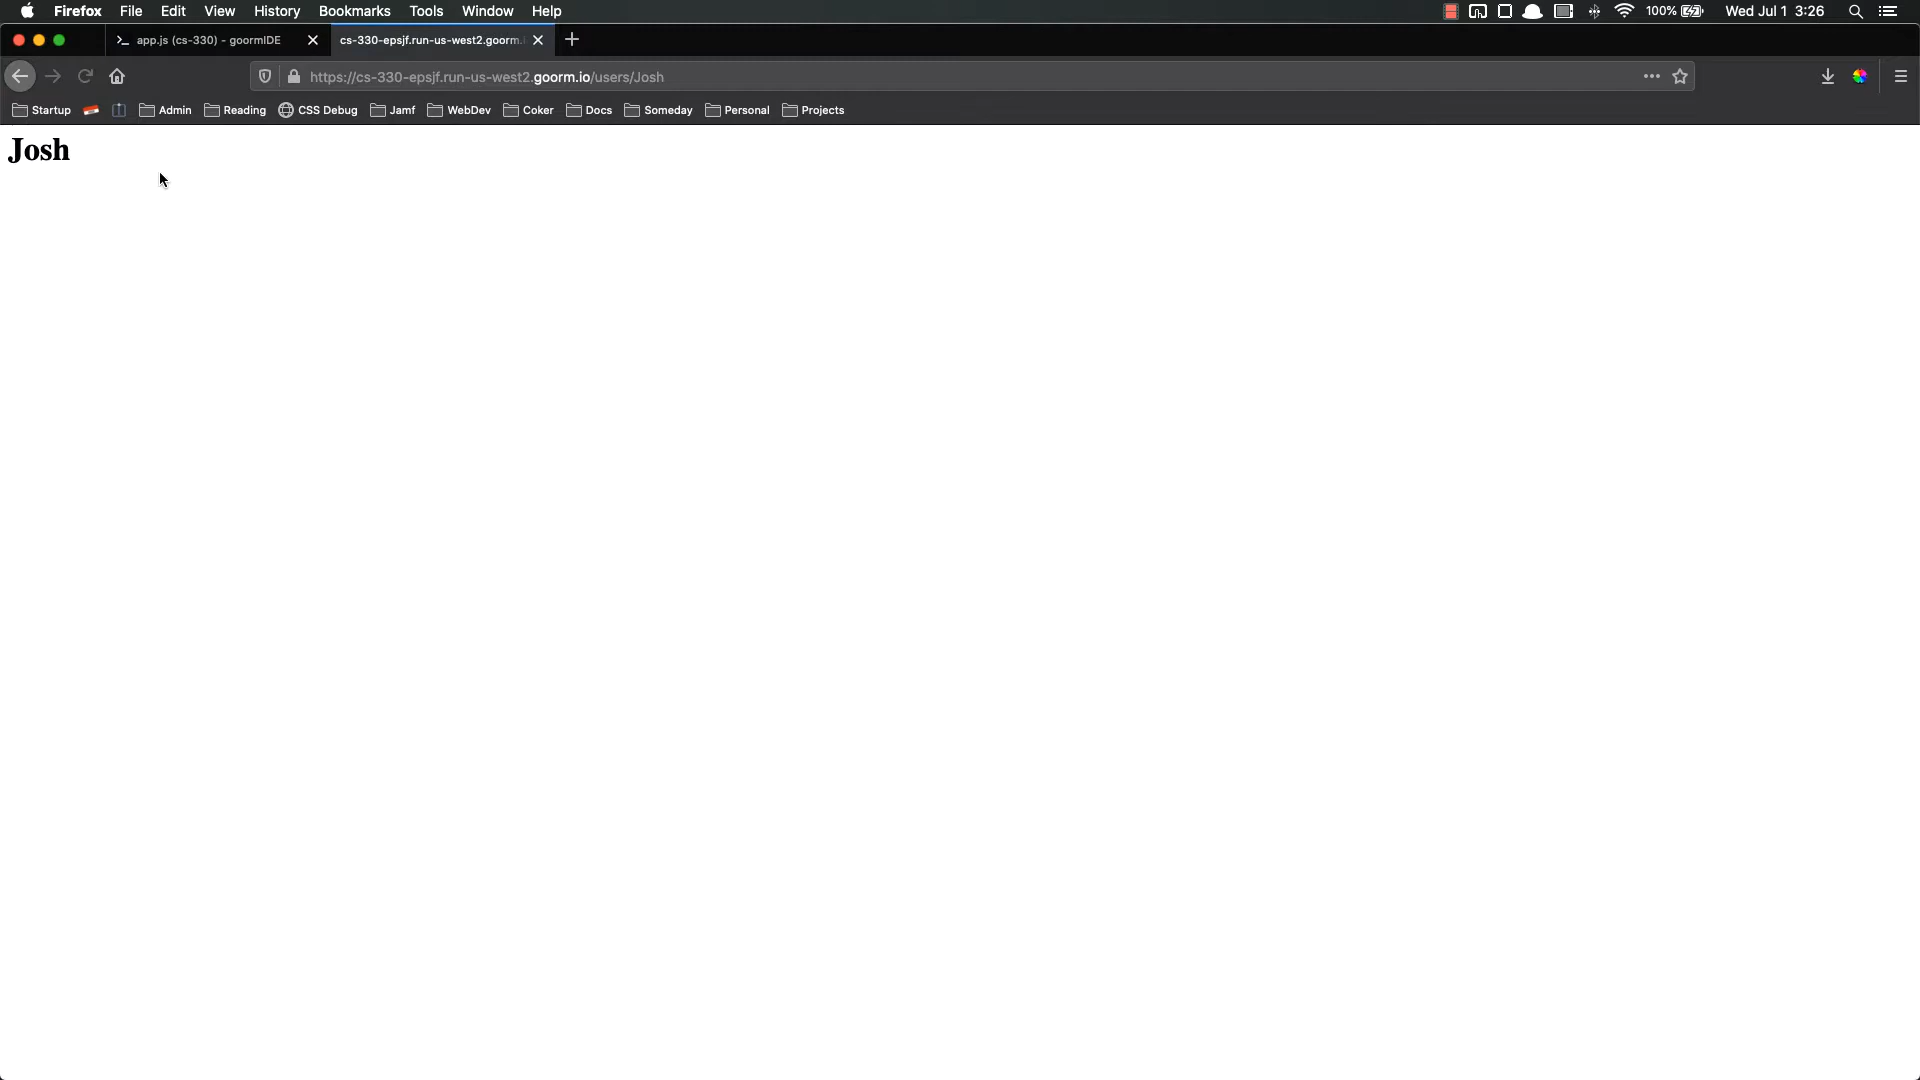 Firefox File Edit View History Bookmarks Tools Window Help 100% Wed Jul 1 3:26
app.js (cs-330) - goormIDE cs-330-epsjf.run-us-west2.goorm.
https://cs-330-epsjf.run-us-west2.goorm.io/users/Josh
Startup Admin Reading CSS Debug Jamf WebDev Coker Docs Someday Personal Projects
Josh